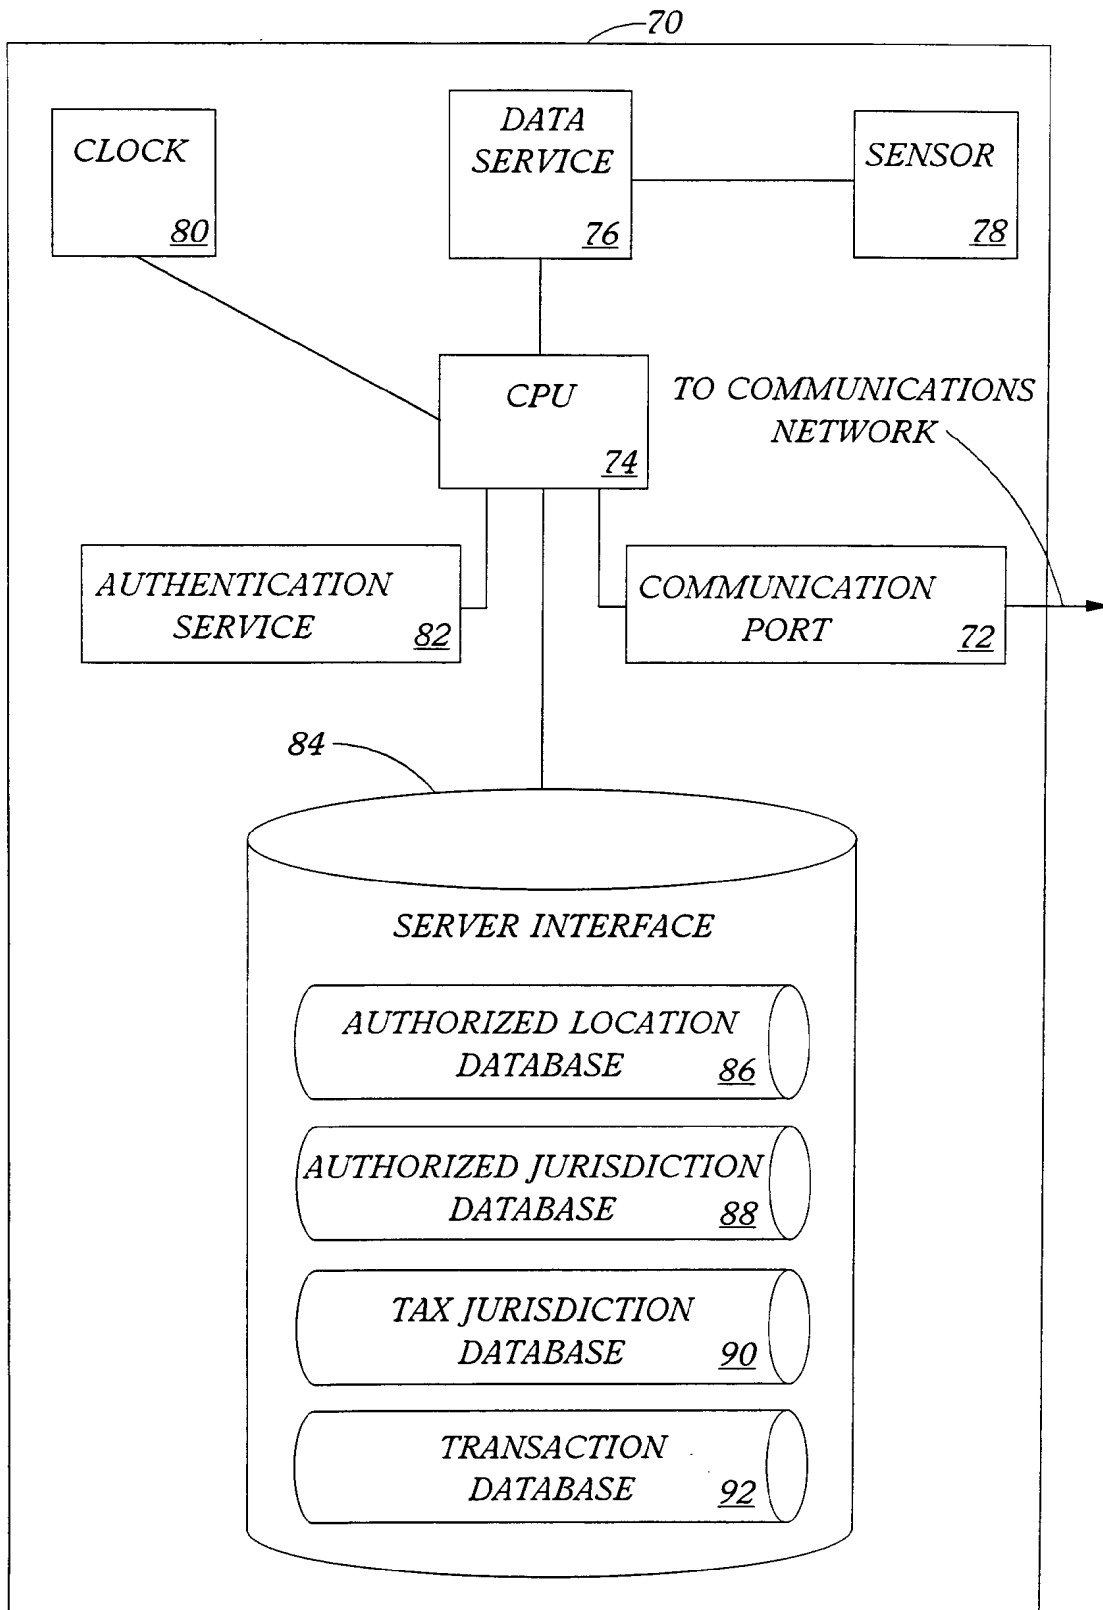 70
CLOCK
80
DATA
SERVICE
76
SENSOR
78
CPU
74
TO COMMUNICATIONS
NETWORK
AUTHENTICATION
SERVICE
82
COMMUNICATION
PORT
72
84
SERVER INTERFACE
AUTHORIZED LOCATION
DATABASE
86
AUTHORIZED JURISDICTION
DATABASE
88
TAX JURISDICTION
DATABASE
90
TRANSACTION
DATABASE
92